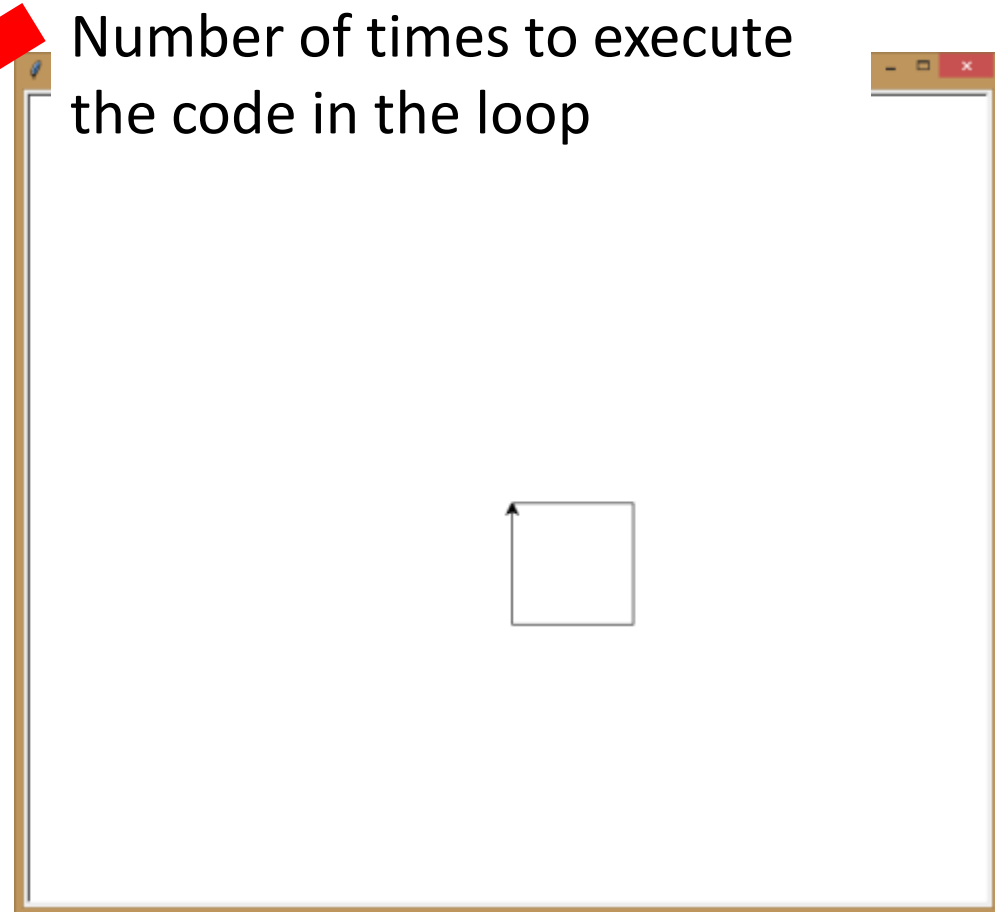 Number of times to execute
the code in the loop